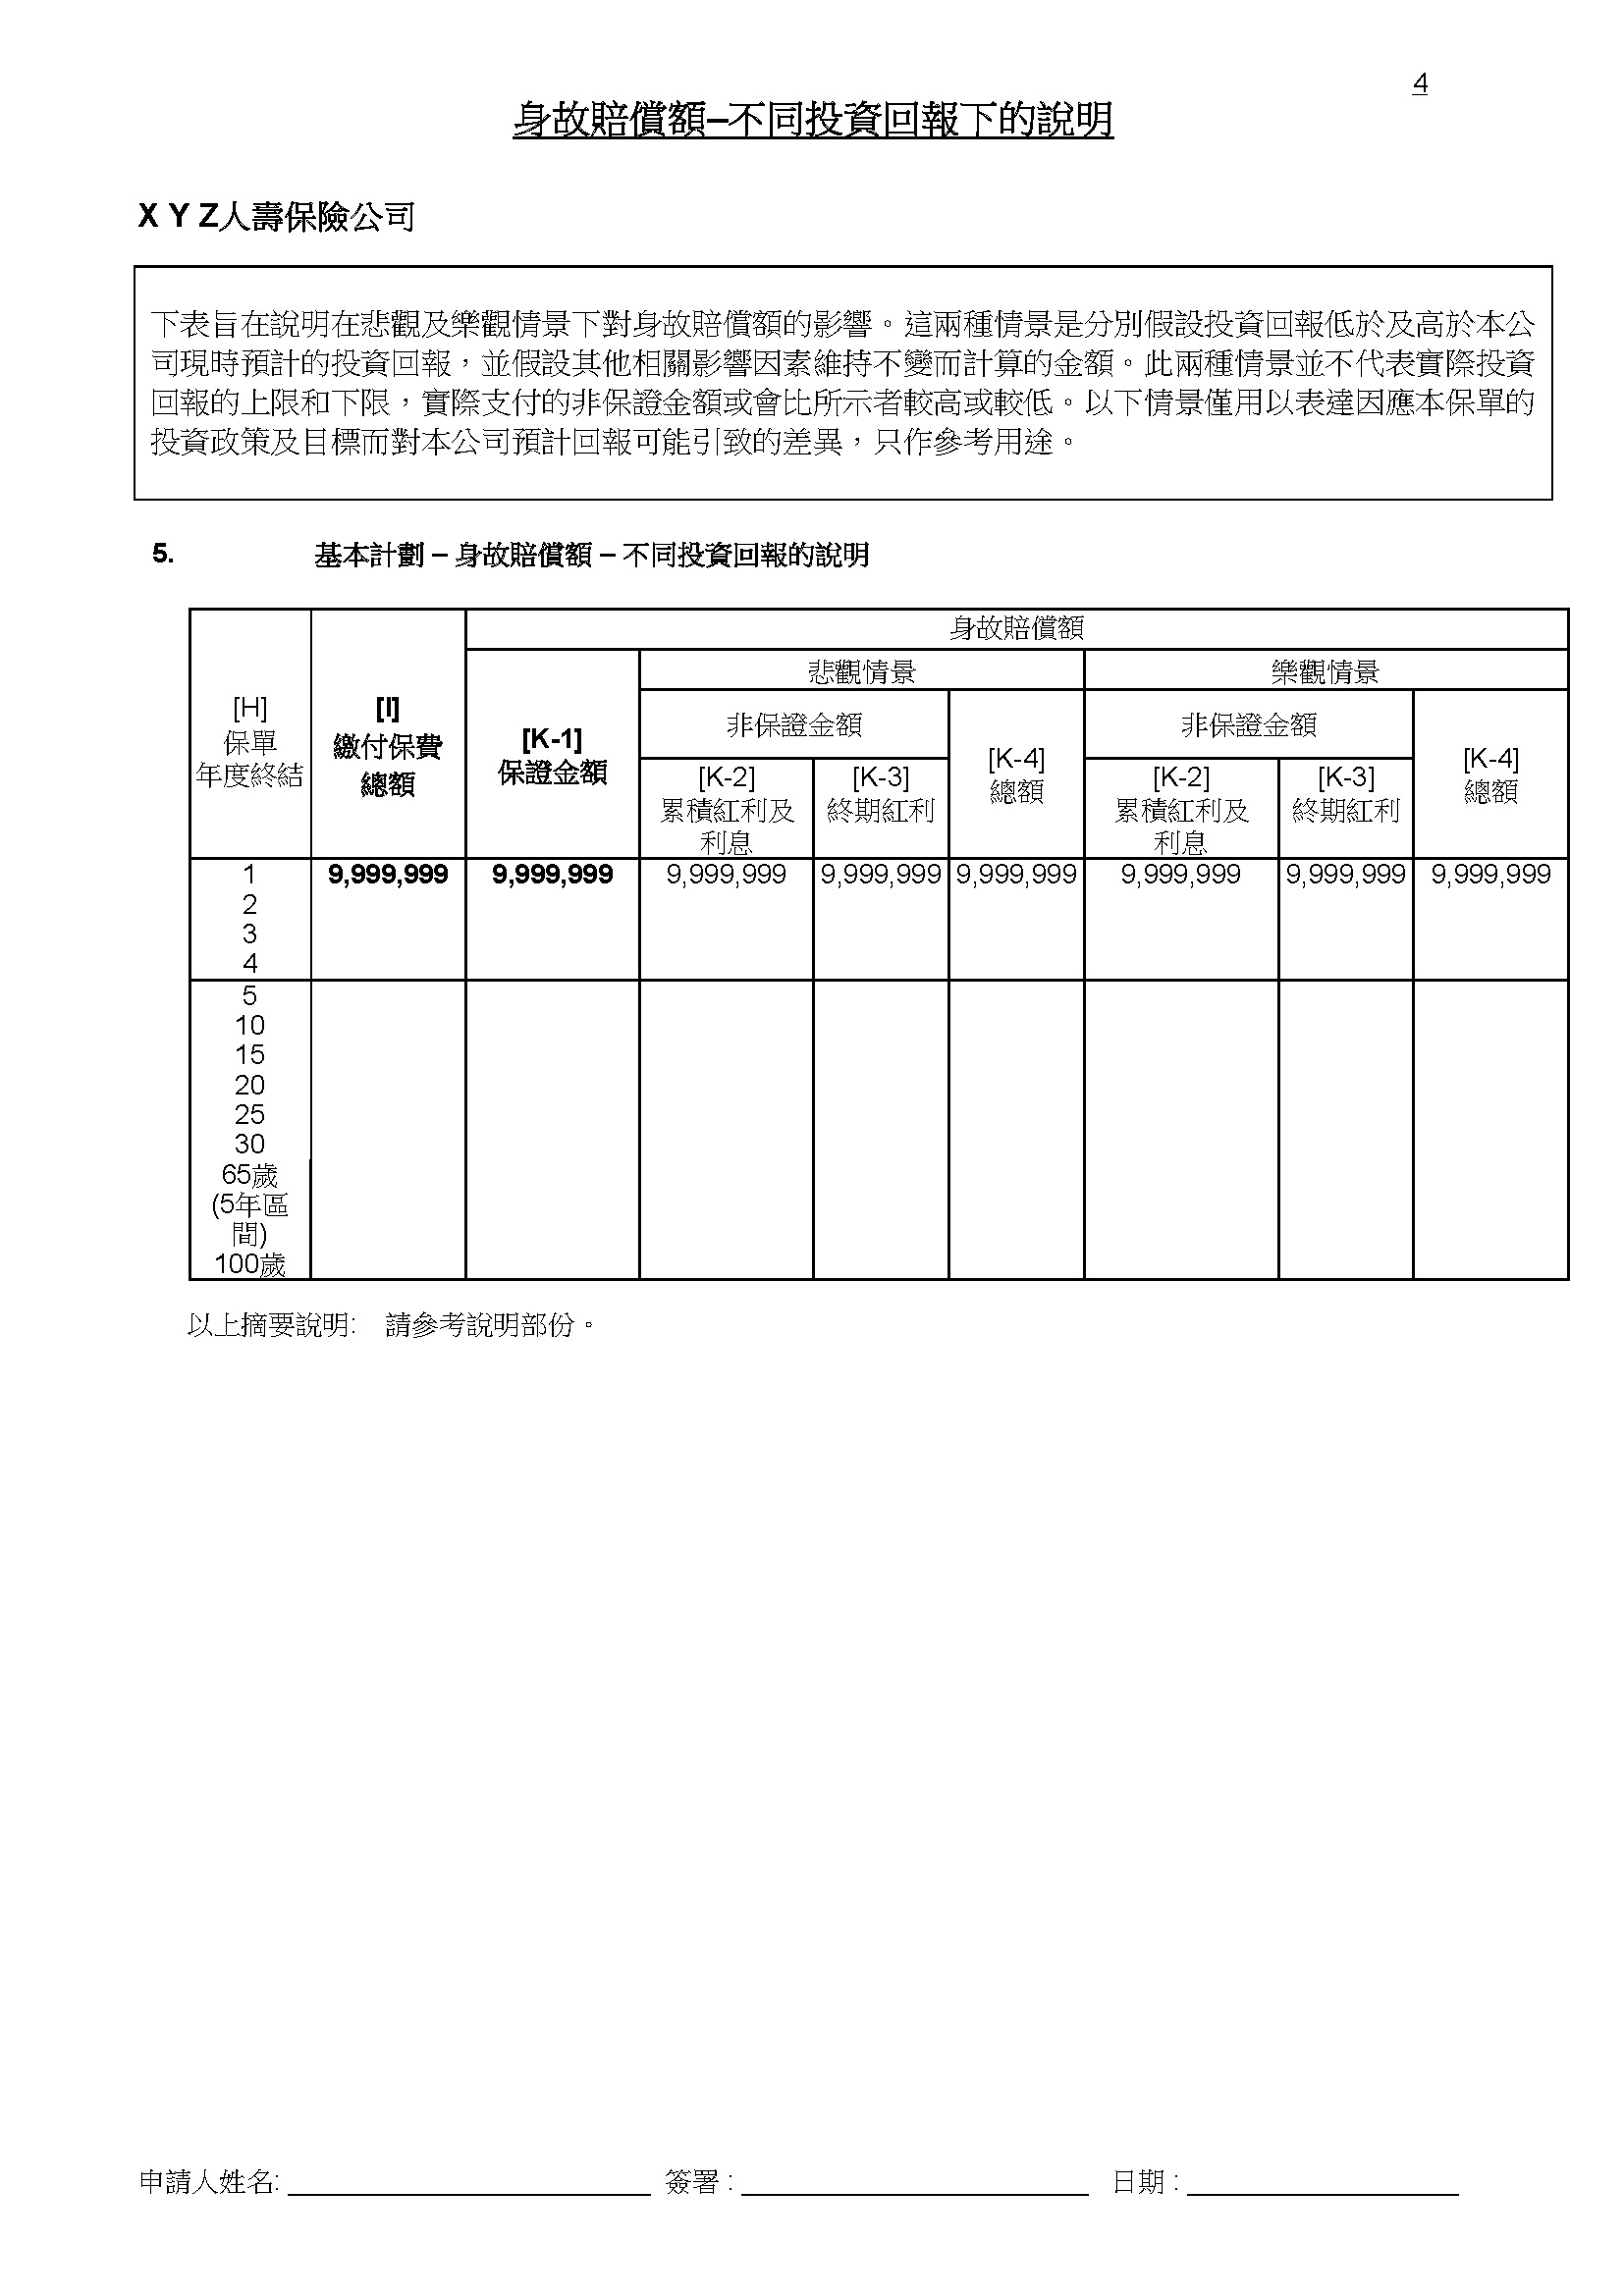 4
身故賠償額–不同投資回報下的說明
X Y Z人壽保險公司
下表旨在說明在悲觀及樂觀情景下對身故賠償額的影響。這兩種情景是分別假設投資回報低於及高於本公
司現時預計的投資回報，並假設其他相關影響因素維持不變而計算的金額。此兩種情景並不代表實際投資
回報的上限和下限，實際支付的非保證金額或會比所示者較高或較低。以下情景僅用以表達因應本保單的
投資政策及目標而對本公司預計回報可能引致的差異，只作參考用途。
5. 基本計劃 – 身故賠償額 – 不同投資回報的說明
身故賠償額
悲觀情景 樂觀情景
[H]
保單
年度終結
[I]
繳付保費
總額
[K-1]
保證金額
非保證金額
[K-2]
累積紅利及
利息
[K-3]
終期紅利
[K-4]
總額
非保證金額
[K-2]
累積紅利及
利息
[K-3]
終期紅利
[K-4]
總額
1 9,999,999 9,999,999 9,999,999 9,999,999 9,999,999 9,999,999 9,999,999 9,999,999
2
3
4
5
10
15
20
25
30
65歲
(5年區
間)
100歲
以上摘要說明: 請參考說明部份。
申請人姓名: 簽署 : 日期 :